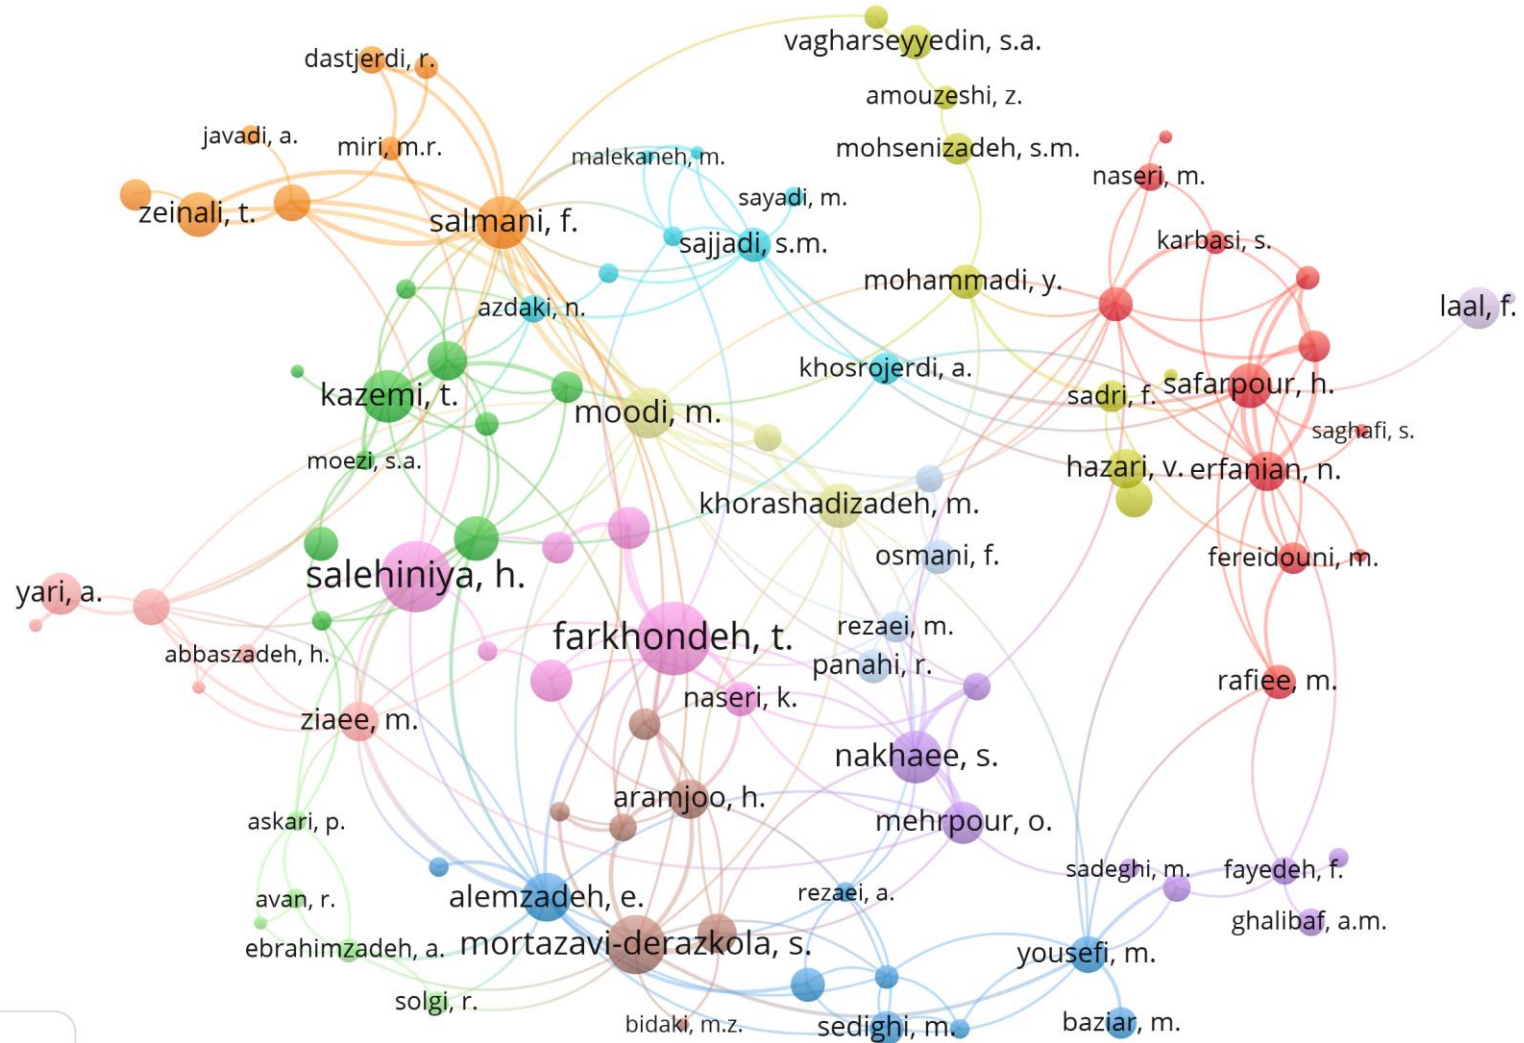 vagharseyyedin, s.a.
dastjerdi, r.
amouzeshi, z.
javadi, a.
miri, m.r.
malekaneh, m.
mohsenizadeh, s.m.
naseri, m.
sayadi, m.
zeinali, t.
salmani, f.
sajjadi, s.m.
karbasi, s.
mohammadi, y.
azdaki, n.
laal, f.
khosrojerdi, a.
kazemi, t.
moodi, m.
sadri, f.
safarpour, h.
saghafi, s.
moezi, s.a.
hazari, v.
erfanian, n.
khorashadizadeh, m.
osmani, f.
fereidouni, m.
salehiniya, h.
yari, a.
farkhondeh, t.
rezaei, m.
abbaszadeh, h.
panahi, r.
rafiee, m.
naseri, k.
ziaee, m.
nakhaee, s.
aramjoo, h.
askari, p.
mehrpour, o.
sadeghi, m.
fayedeh, f.
alemzadeh, e.
rezaei, a.
avan, r.
ghalibaf, a.m.
ebrahimzadeh, a.
mortazavi-derazkola, s.
yousefi, m.
solgi, r.
bidaki, m.z.
sedighi, m.
baziar, m.